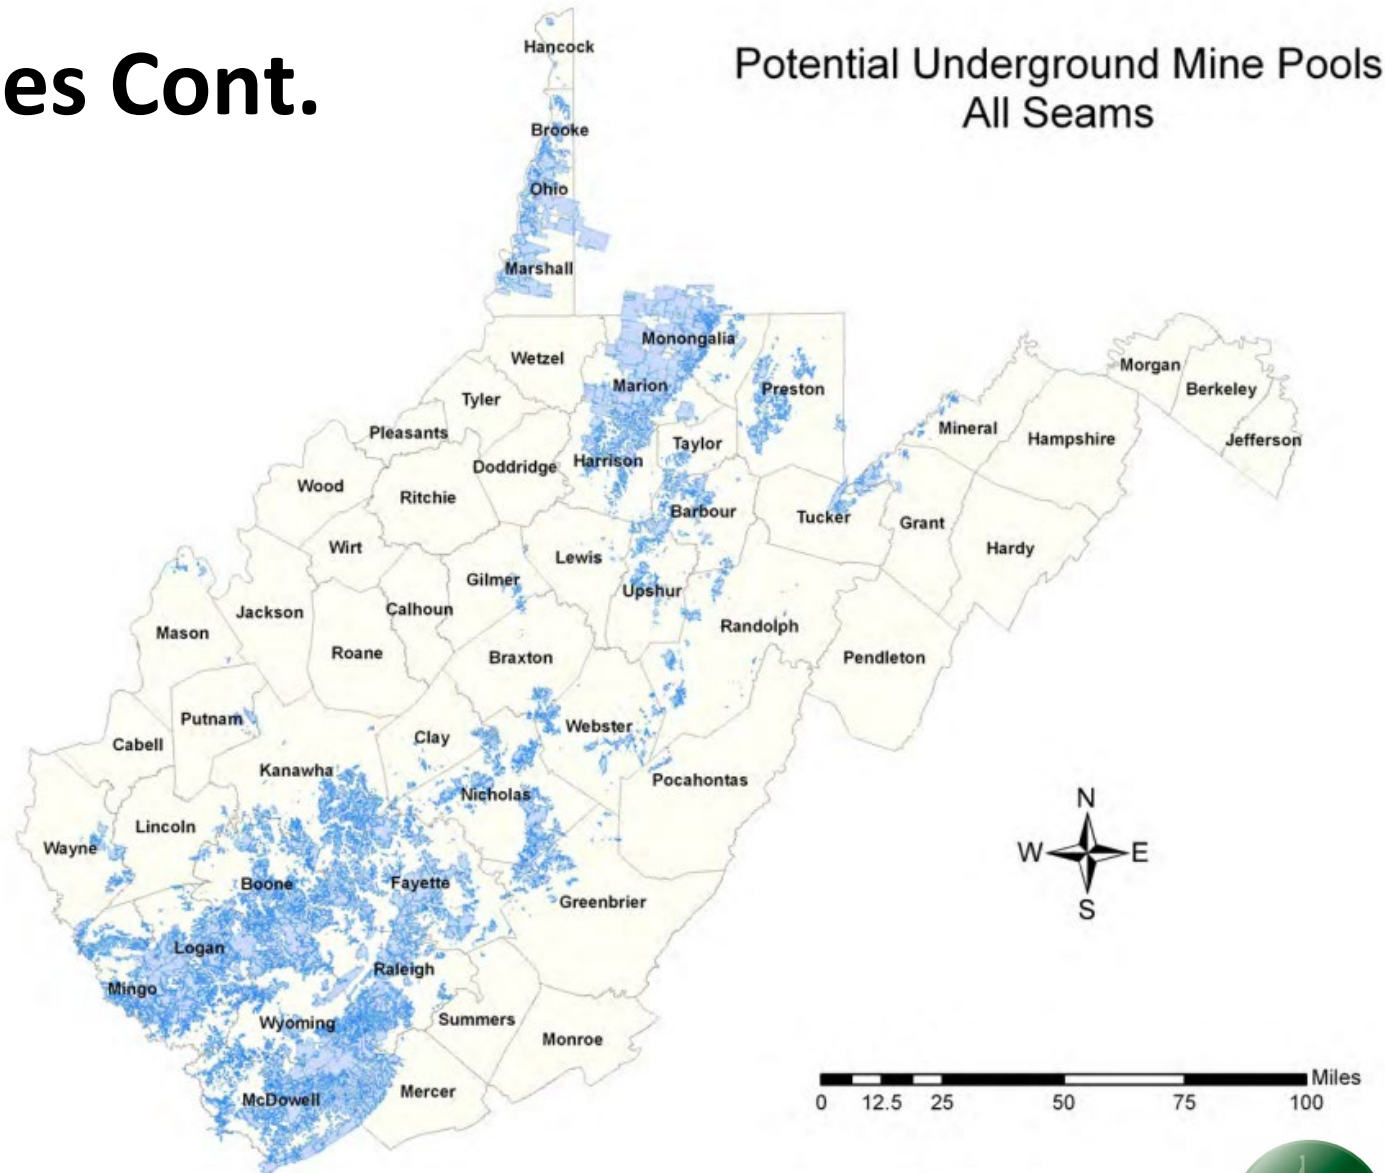 es Cont.
Potential Underground Mine Pools
All Seams
Hancock
Brooke
Ohio
Marshall
Wetzel
Monongalia
Marion
Preston
Tyler
Pleasants
Doddridge
Harrison
Taylor
Mineral
Hampshire
Morgan
Berkeley
Jefferson
Wood
Ritchie
Barbour
Tucker
Grant
Hardy
Wirt
Lewis
Gilmer
Upshur
Calhoun
Jackson
Mason
Roane
Braxton
Randolph
Pendleton
Putnam
Cabell
Clay
Webster
Kanawha
Nicholas
Pocahontas
Lincoln
Wayne
Boone
Fayette
Greenbrier
Logan
Mingo
Raleigh
Wyoming
Summers
Monroe
McDowell
Mercer
N
W E
S
Miles
0 12.5 25 50 75 100